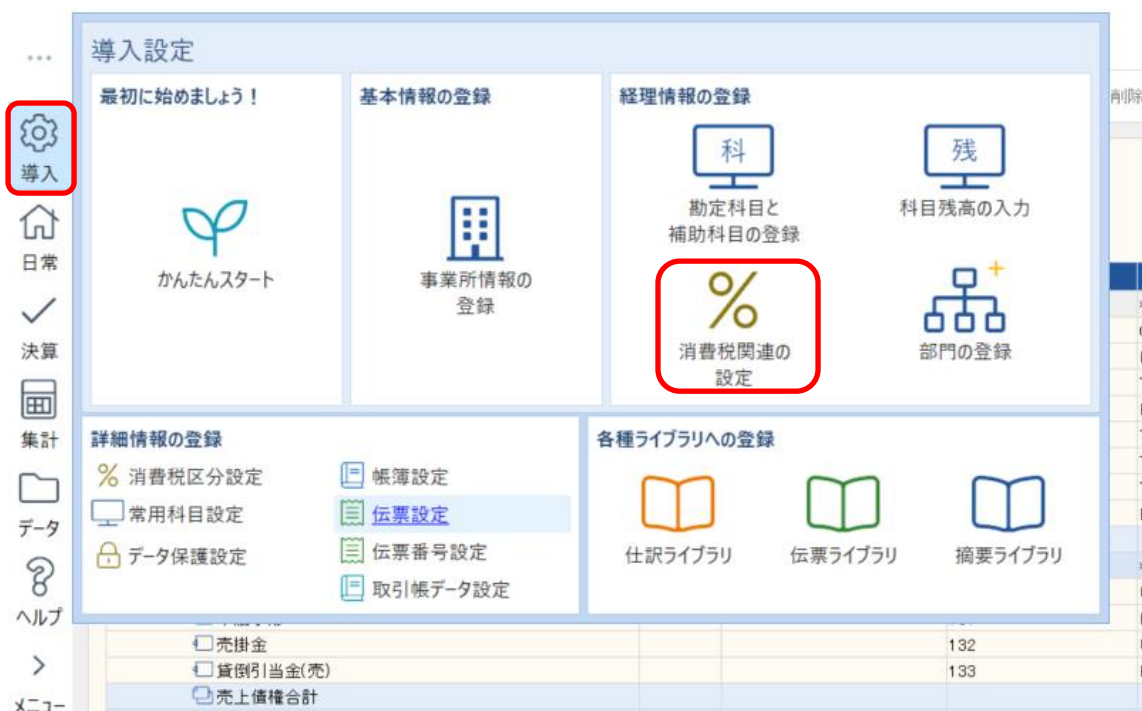 導入設定
最初に始めましょう!
基本情報の登録
経理情報の登録
削除
科
残
導入
勘定科目と
補助科目の登録
科目残高の入力
日常
かんたんスタート
事業所情報の
登録
決算
消費税関連の
設定
部門の登録
集計
詳細情報の登録
各種ライブラリへの登録
消費税区分設定
帳簿設定
常用科目設定
伝票設定
データ
データ保護設定
伝票番号設定
仕訳ライブラリ
伝票ライブラリ
摘要ライブラリ
取引帳データ設定
ヘルプ
売掛金
132
貸倒引当金(売)
133
売上債権合計
メニュー